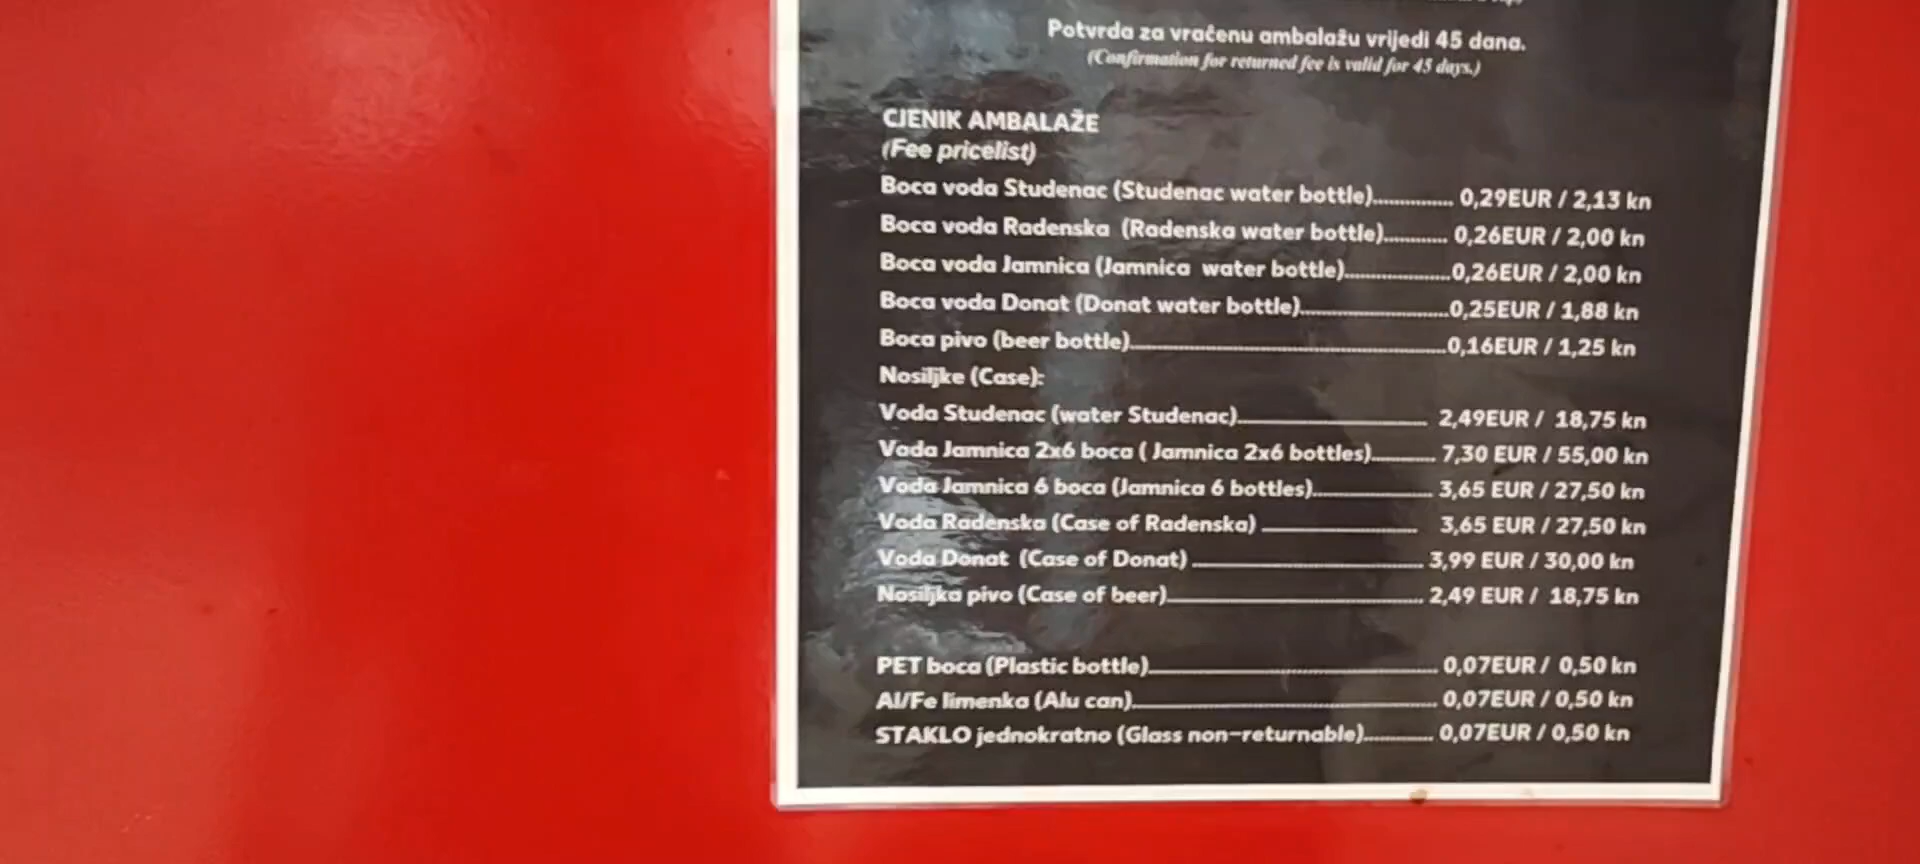 Potvrda za vraćenu ambalažu vrijedi 45 dana.
(Confirmation for returned fee is valid for 45 days.)
CJENIK AMBALAŽE
(Fee pricelist)
Boca voda Studenac (Studenac water bottle)............... 0,29EUR / 2,13 kn
Boca voda Radenska (Radenska water bottle)............ 0,26EUR / 2,00 kn
Boca voda Jamnica (Jamnica water bottle)....................0,26EUR / 2,00 kn
Boca voda Donat (Donat water bottle)............................0,25EUR / 1,88 kn
Boca pivo (beer bottle)............................................................0,16EUR / 1,25 kn
Nosiljke (Case):
Voda Studenac (water Studenac).................................... 2,49EUR / 18,75 kn
Voda Jamnica 2x6 boca ( Jamnica 2x6 bottles)............ 7,30 EUR / 55,00 kn
Voda Jamnica 6 boca (Jamnica 6 bottles)....................... 3,65 EUR / 27,50 kn
Voda Radenska (Case of Radenska) ............................. 3,65 EUR / 27,50 kn
Voda Donat (Case of Donat) ............................................ 3,99 EUR / 30,00 kn
Nosiljka pivo (Case of beer)................................................ 2,49 EUR / 18,75 kn
PET boca (Plastic bottle)....................................................... 0,07EUR / 0,50 kn
Al/Fe limenka (Alu can).......................................................... 0,07EUR / 0,50 kn
STAKLO jednokratno (Glass non-returnable)............. 0,07EUR / 0,50 kn